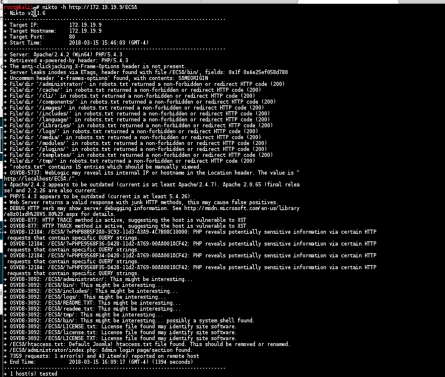 root@kali:~# nikto -h http://172.19.19.9/ECSA
- Nikto v2.1.6
+ Target IP: 172.19.19.9
+ Target Hostname: 172.19.19.9
+ Target Port: 80
+ Start Time: 2018-03-15 15:46:03 (GMT-4)
+ Server: Apache/2.4.2 (Win64) PHP/5.4.3
+ Retrieved x-powered-by header: PHP/5.4.3
+ The anti-clickjacking X-Frame-Options header is not present.
+ Server leaks inodes via ETags, header found with file /ECSA/bin/, fields:
+ Uncommon header 'x-frame-options' found, with contents: SAMEORIGIN
+ File/dir '/administrator/' in robots.txt returned a non-forbidden or redirect HTTP code (200)
+ File/dir '/cache/' in robots.txt returned a non-forbidden or redirect HTTP code (200)
+ File/dir '/cli/' in robots.txt returned a non-forbidden or redirect HTTP code (200)
+ File/dir '/components/' in robots.txt returned a non-forbidden or redirect HTTP code (200)
+ File/dir '/images/' in robots.txt returned a non-forbidden or redirect HTTP code (200)
+ File/dir '/includes/' in robots.txt returned a non-forbidden or redirect HTTP code (200)
+ File/dir '/language/' in robots.txt returned a non-forbidden or redirect HTTP code (200)
+ File/dir '/libraries/' in robots.txt returned a non-forbidden or redirect HTTP code (200)
+ File/dir '/logs/' in robots.txt returned a non-forbidden or redirect HTTP code (200)
+ File/dir '/media/' in robots.txt returned a non-forbidden or redirect HTTP code (200)
+ File/dir '/modules/' in robots.txt returned a non-forbidden or redirect HTTP code (200)
+ File/dir '/plugins/' in robots.txt returned a non-forbidden or redirect HTTP code (200)
+ File/dir '/templates/' in robots.txt returned a non-forbidden or redirect HTTP code (200)
+ File/dir '/tmp/' in robots.txt returned a non-forbidden or redirect HTTP code (200)
+ "robots.txt" contains 15 entries which should be manually viewed.
+ OSVDB-5737: WebLogic may reveal its internal IP or hostname in the Location header. The value is "
http://localhost/ECSA/".
+ Apache/2.4.2 appears to be outdated (current is at least Apache/2.4.7). Apache 2.0.65 (final relea
se) and 2.2.26 are also current.
+ PHP/5.4.3 appears to be outdated (current is at least 5.4.26)
+ Web Server returns a valid response with junk HTTP methods, this may cause false positives.
+ DEBUG HTTP verb may show server debugging information. See http://msdn.microsoft.com/en-us/library
/e8z01xdh%28VS.80%29.aspx for details.
+ OSVDB-877: HTTP TRACE method is active, suggesting the host is vulnerable to XST
+ OSVDB-877: HTTP TRACE method is active, suggesting the host is vulnerable to XST
+ OSVDB-12184: PHP reveals potentially sensitive information via certain HTTP
requests that contain specific QUERY strings.
+ OSVDB-12184: PHP reveals potentially sensitive information via certain HTTP
requests that contain specific QUERY strings.
+ OSVDB-12184: PHP reveals potentially sensitive information via certain HTTP
requests that contain specific QUERY strings.
+ OSVDB-12184: PHP reveals potentially sensitive information via certain HTTP
requests that contain specific QUERY strings.
+ OSVDB-3092: /ECSA/administrator/: This might be interesting...
+ OSVDB-3092: /ECSA/bin/: This might be interesting...
+ OSVDB-3092: /ECSA/includes/: This might be interesting...
+ OSVDB-3092: /ECSA/logs/: This might be interesting...
+ OSVDB-3092: /ECSA/README.TXT: This might be interesting...
+ OSVDB-3092: /ECSA/readme.txt: This might be interesting...
+ OSVDB-3092: /ECSA/tmp/: This might be interesting...
+ OSVDB-3092: /ECSA/bin/: This might be interesting... possibly a system shell found.
+ OSVDB-3092: /ECSA/LICENSE.txt: License file found may identify site software.
+ OSVDB-3092: /ECSA/license.txt: License file found may identify site software.
+ OSVDB-3092: /ECSA/LICENSE.TXT: License file found may identify site software.
+ /ECSA/htaccess.txt: Default Joomla! htaccess.txt file found. This should be removed or renamed.
+ /ECSA/administrator/index.php: Admin login page/section found.
+ 7359 requests: 1 error(s) and 43 item(s) reported on remote host
+ End Time: 2018-03-15 16:09:17 (GMT-4) (1394 seconds)
+ 1 host(s) tested